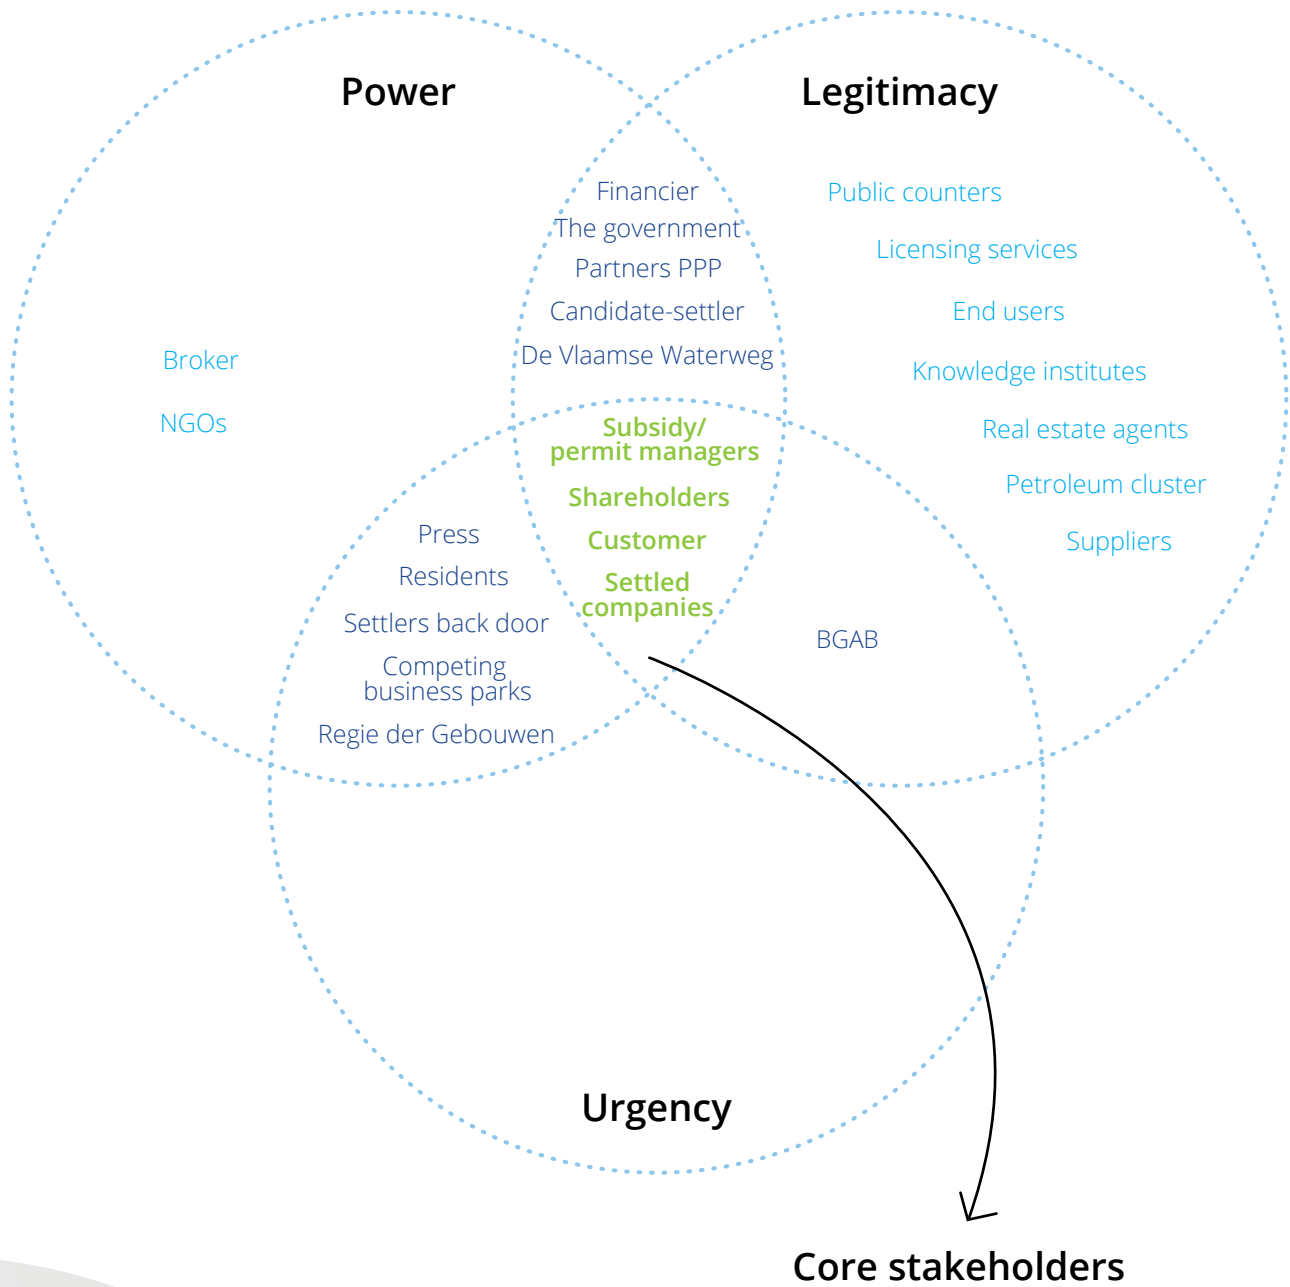 Power
Legitimacy
Financier
The government
Partners PPP
Candidate-settler
De Vlaamse Waterweg
Public counters
Licensing services
End users
Knowledge institutes
Real estate agents
Petroleum cluster
Suppliers
Broker
NGOs
Subsidy/
permit managers
Shareholders
Customer
Settled
companies
Press
Residents
Settlers back door
Competing
business parks
Regie der Gebouwen
BGAB
Urgency
Core stakeholders